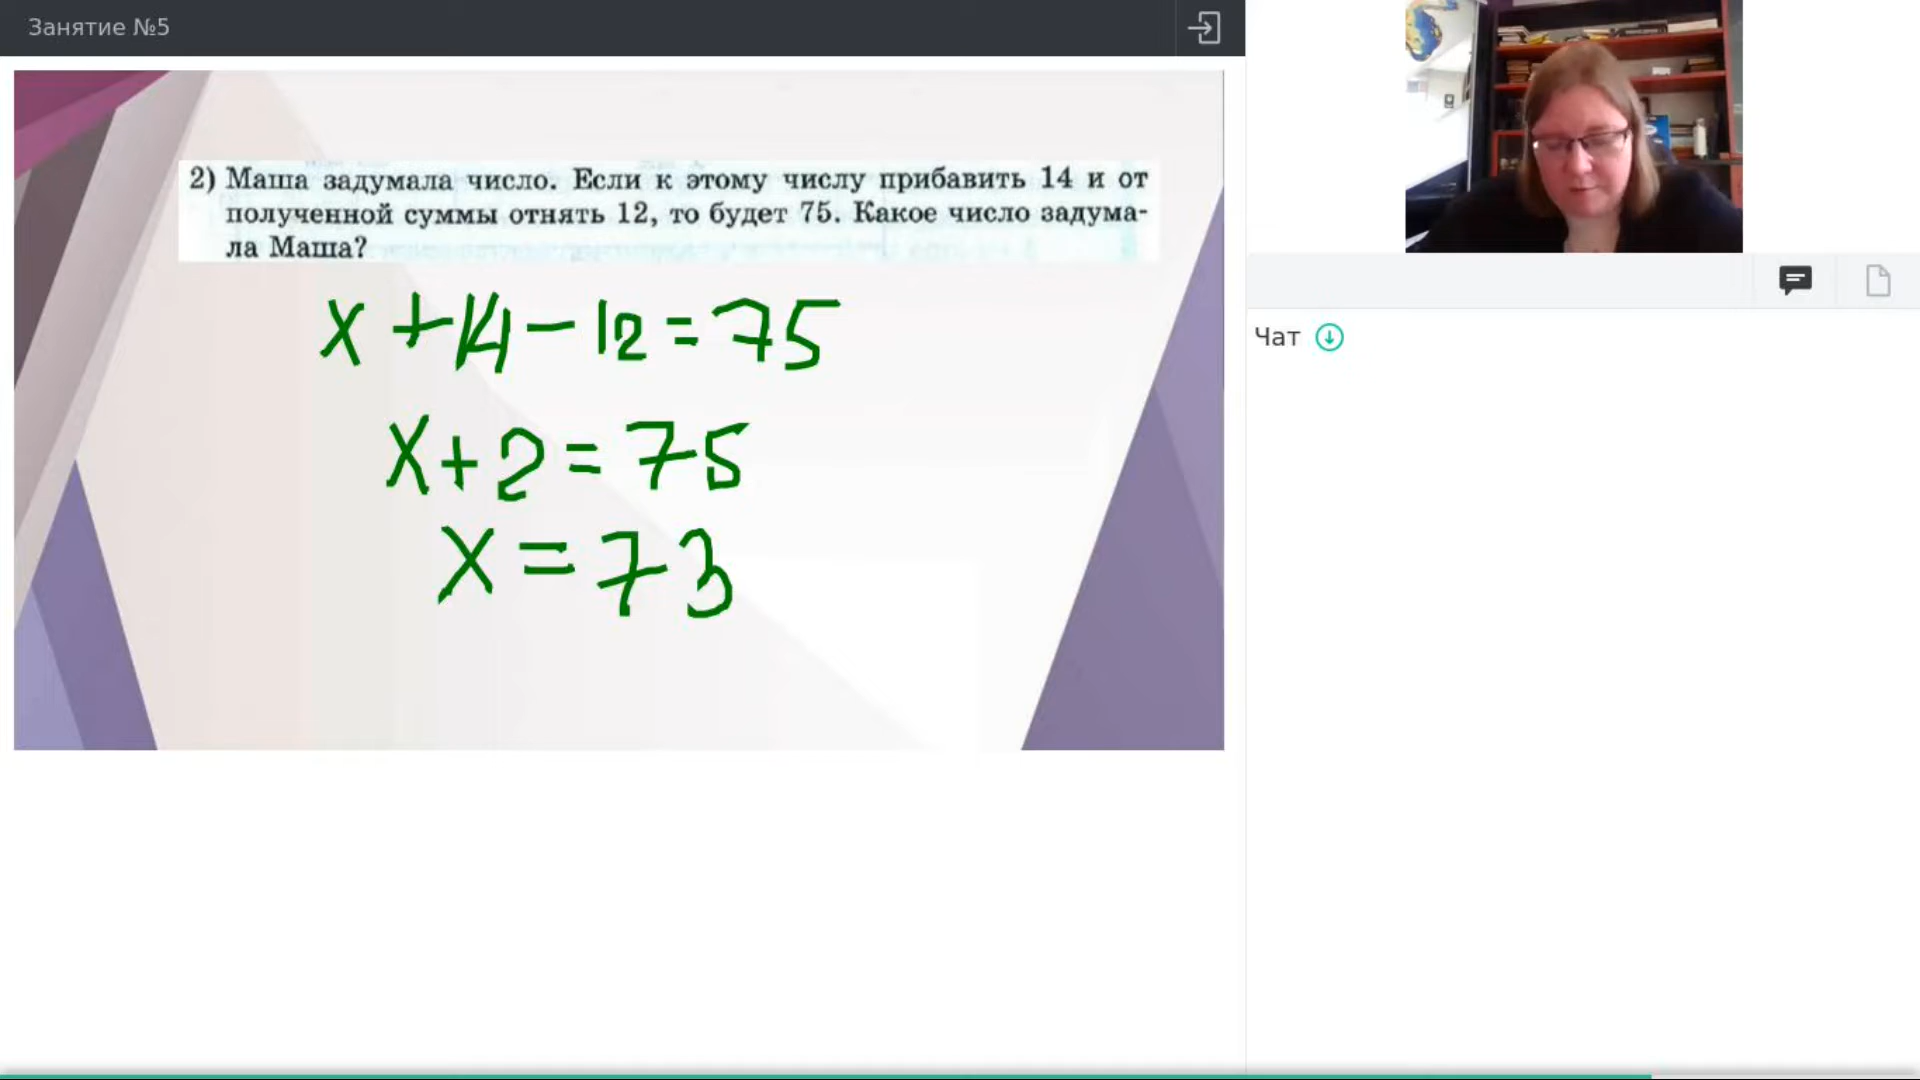 Занятие №5
2) Маша задумала число. Если к этому числу прибавить 14 и от
полученной суммы отнять 12, то будет 75. Какое число задума-
ла Маша?
x + 14 - 12 = 75
x + 2 = 75
x = 73
Чат